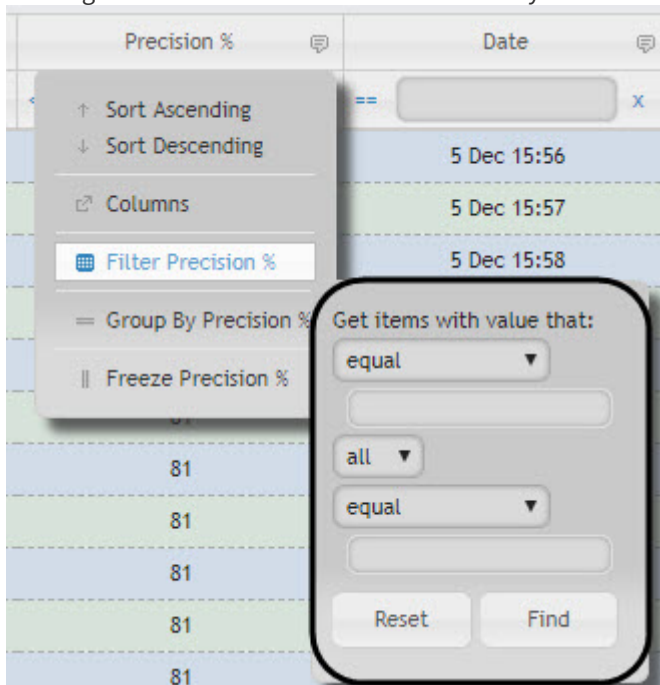 Precision %
Date
↑ Sort Ascending
↓ Sort Descending
Columns
Filter Precision %
Group By Precision %
Freeze Precision %
== x
5 Dec 15:56
5 Dec 15:57
5 Dec 15:58
Get items with value that:
equal
all
equal
Reset Find
81
81
81
81
81